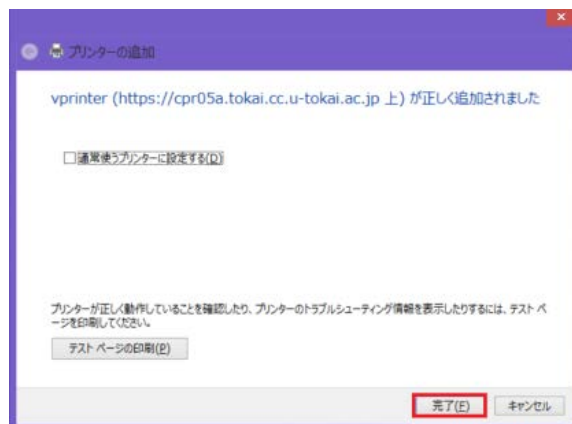 プリンターの追加
vprinter (https://cpr05a.tokai.cc.u-tokai.ac.jp 上) が正しく追加されました
通常使うプリンターに設定する(D)
プリンターが正しく動作していることを確認したり、プリンターのトラブルシューティング情報を表示したりするには、テスト ペ
ージを印刷してください。
テスト ページの印刷(P)
完了(F)
キャンセル